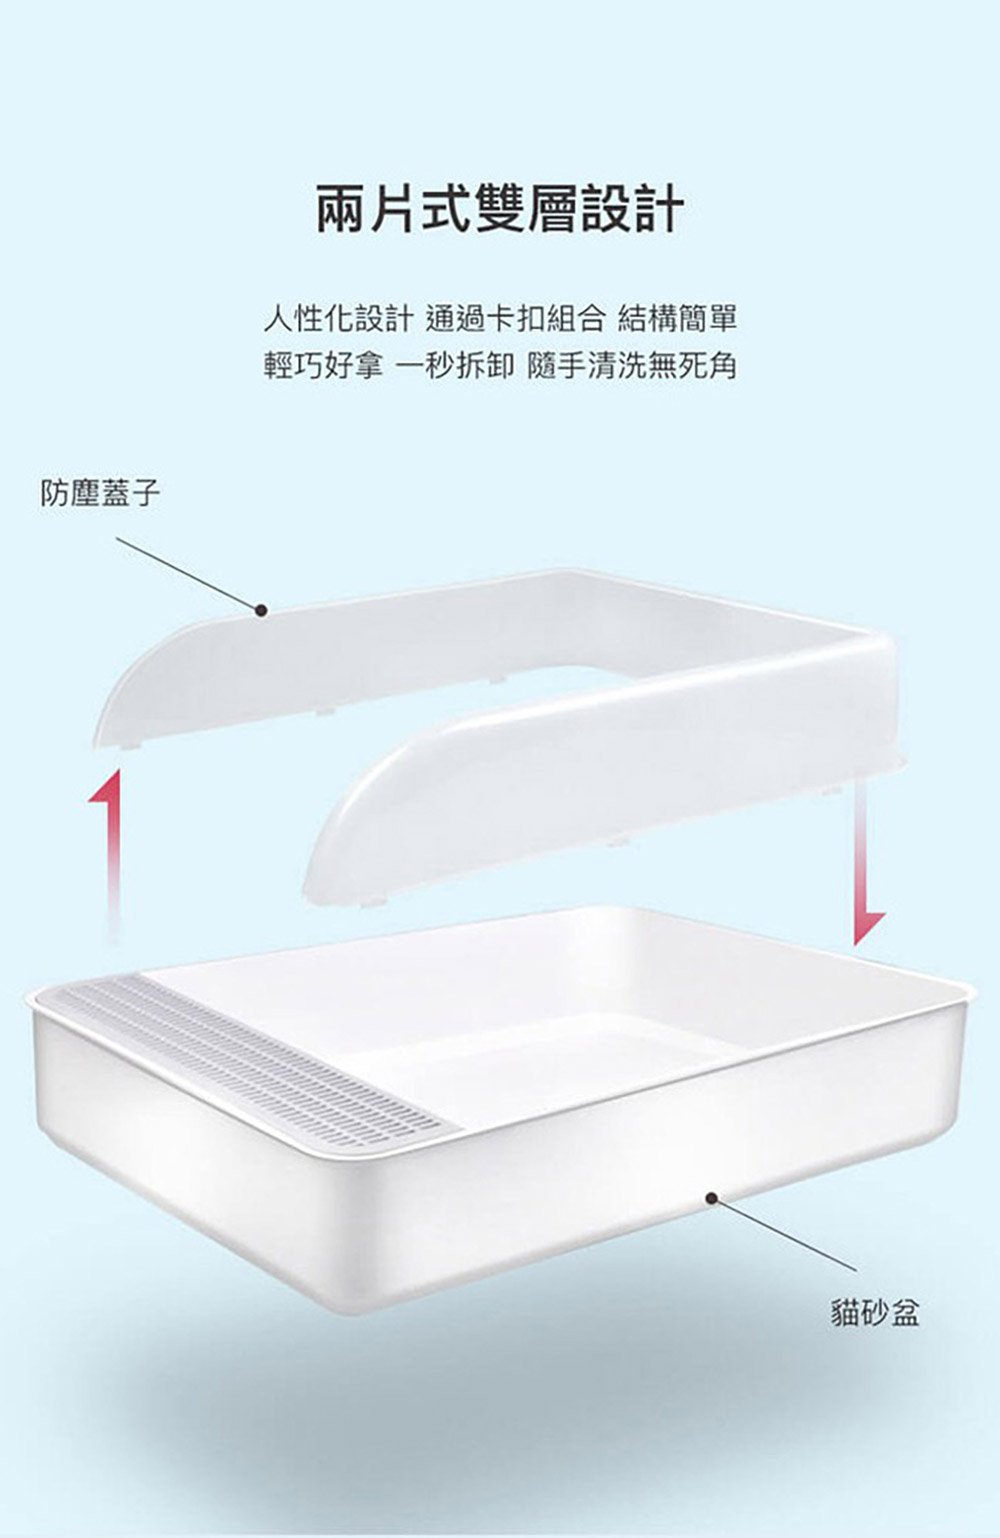 兩片式雙層設計
人性化設計 通過卡扣組合 結構簡單
輕巧好拿 一秒拆卸 隨手清洗無死角
防塵蓋子
貓砂盆